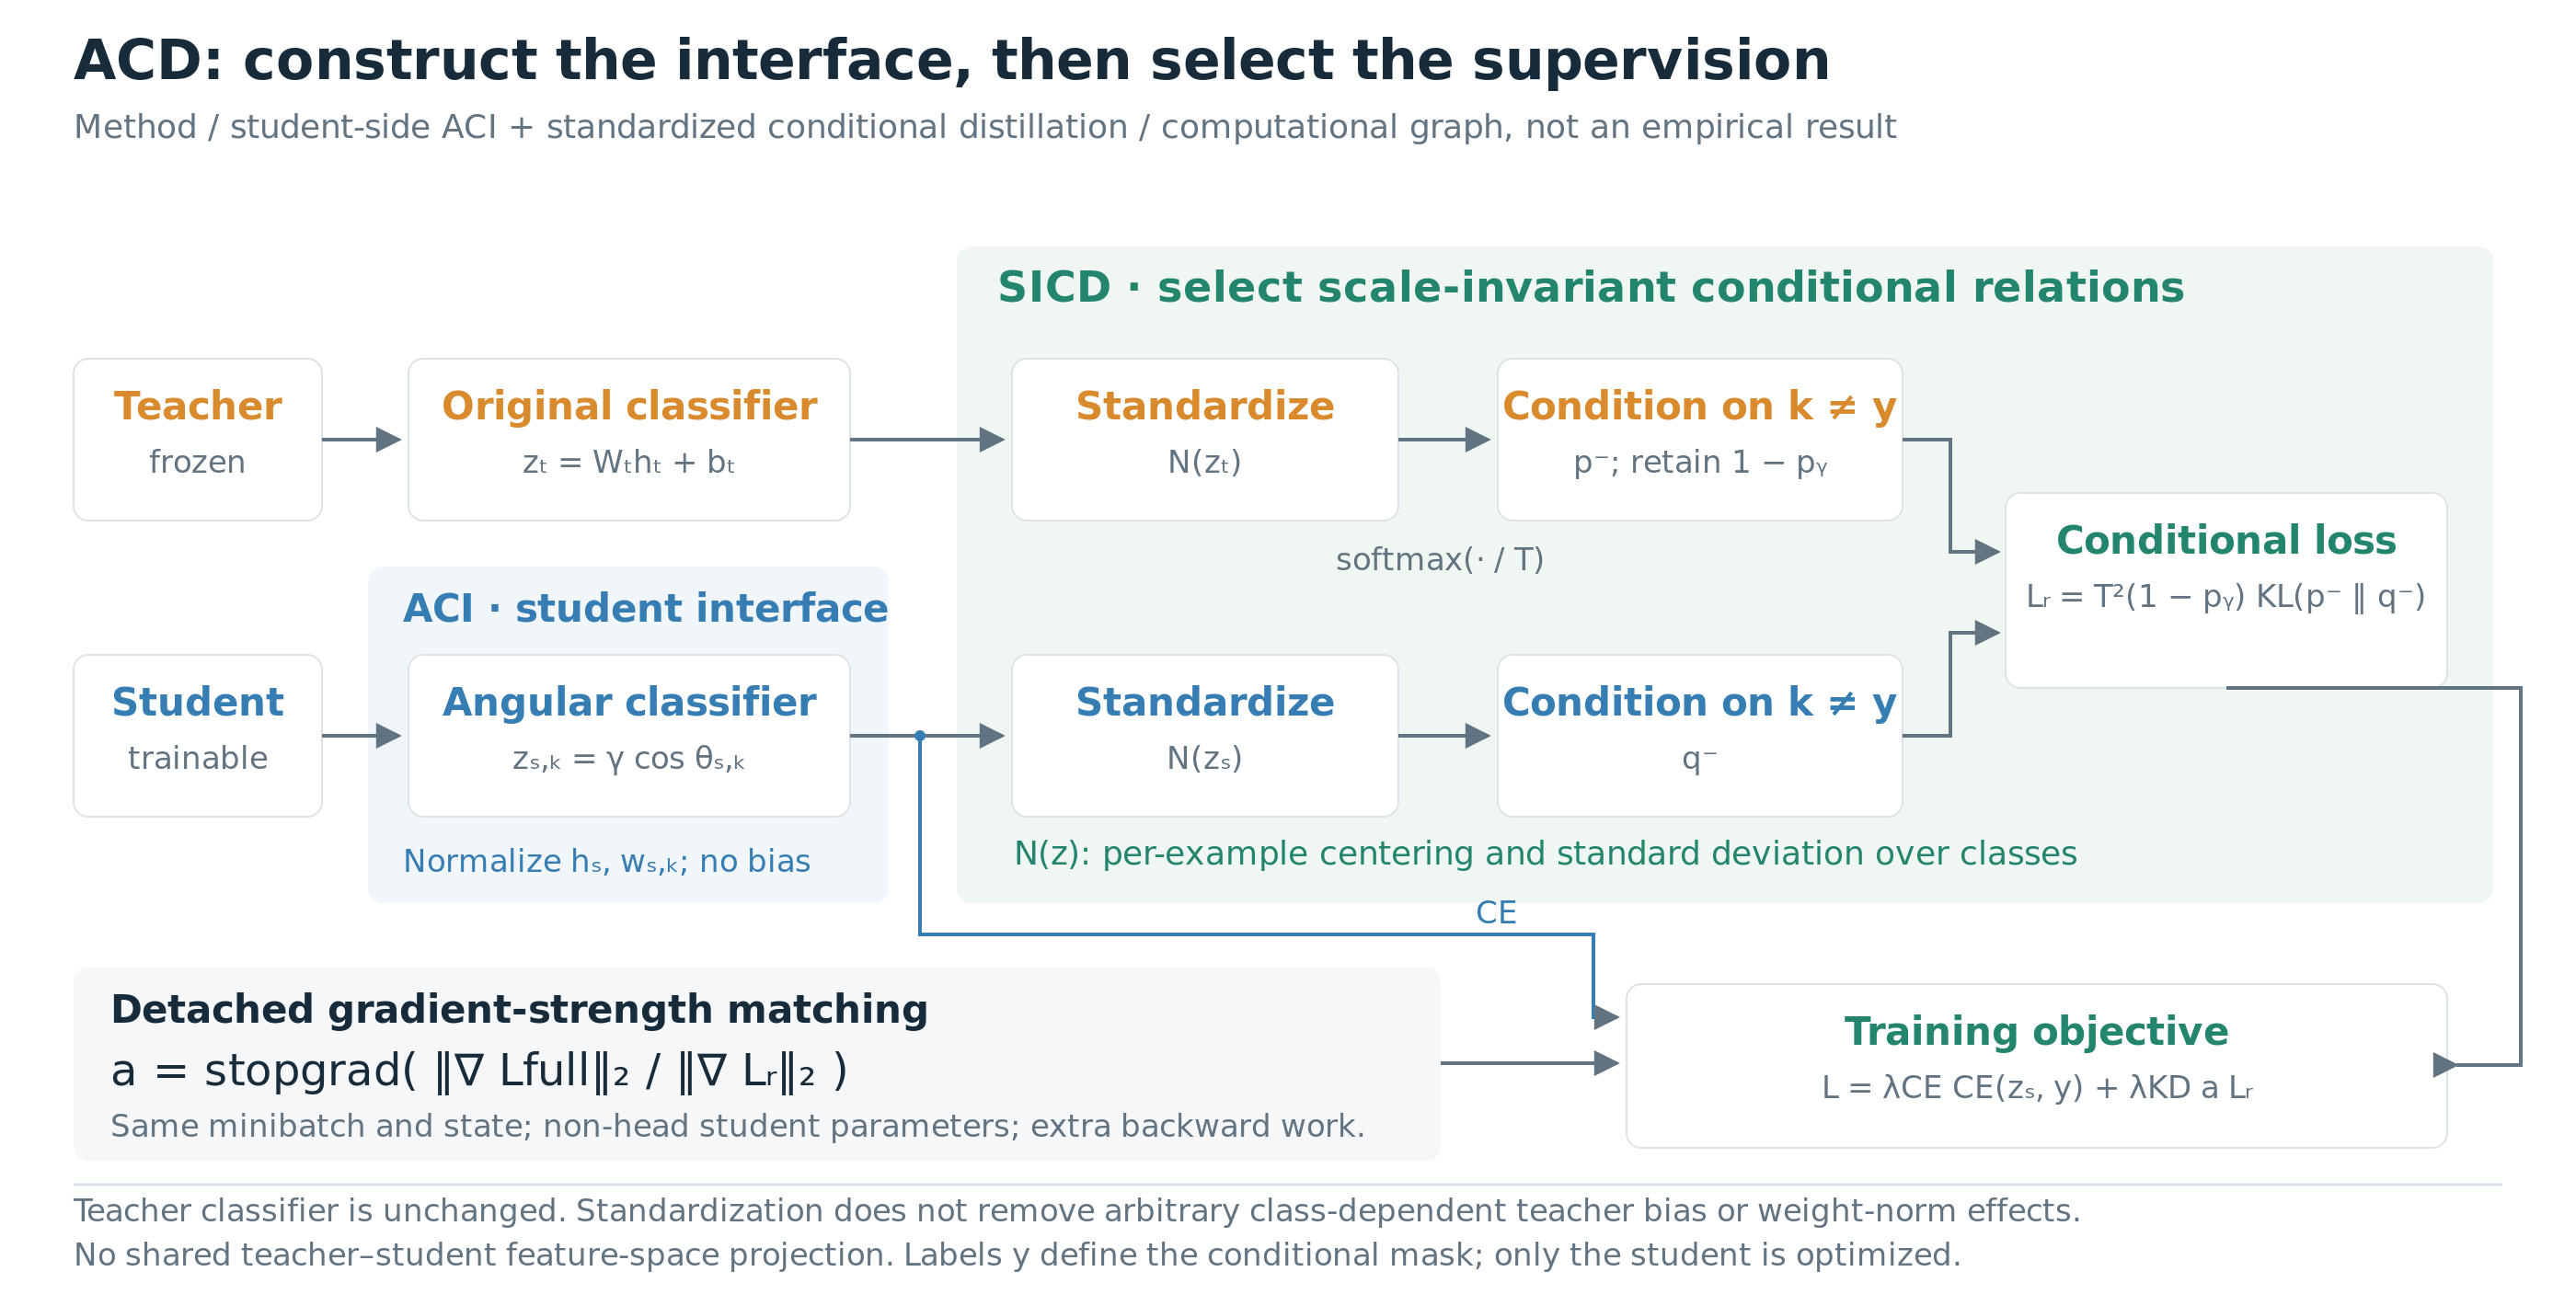 ACD: construct the interface, then select the supervision
Method / student-side ACI + standardized conditional distillation / computational graph, not an empirical result
SICD · select scale-invariant conditional relations
Teacher
frozen
Original classifier
zₜ = Wₜhₜ + bₜ
Standardize
N(zₜ)
Condition on k ≠ y
p⁻; retain 1 − pᵧ
softmax(· / T)
Conditional loss
Lᵣ = T²(1 − pᵧ) KL(p⁻ ‖ q⁻)
ACI · student interface
Student
trainable
Angular classifier
zₛ,ₖ = γ cos θₛ,ₖ
Normalize hₛ, wₛ,ₖ; no bias
Standardize
N(zₛ)
Condition on k ≠ y
q⁻
N(z): per-example centering and standard deviation over classes
CE
Detached gradient-strength matching
a = stopgrad( ‖∇ Lfull‖₂ / ‖∇ Lᵣ‖₂ )
Same minibatch and state; non-head student parameters; extra backward work.
Training objective
L = λCE CE(zₛ, y) + λKD a Lᵣ
Teacher classifier is unchanged. Standardization does not remove arbitrary class-dependent teacher bias or weight-norm effects.
No shared teacher–student feature-space projection. Labels y define the conditional mask; only the student is optimized.